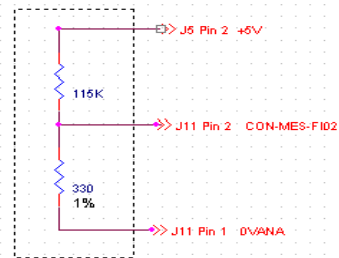 J5 Pin 2 +5V
115K
J11 Pin 2 CON-MES-FI02
330
1%
J11 Pin 1 0VANA